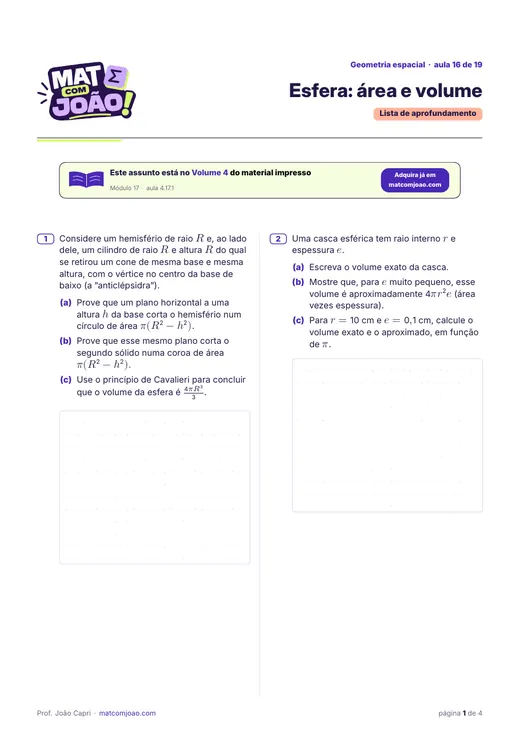 MAT Σ
COM
JOÃO!
Geometria espacial · aula 16 de 19
Esfera: área e volume
Lista de aprofundamento
Este assunto está no Volume 4 do material impresso
Módulo 17 · aula 4.17.1
Adquira já em
matcomjoao.com
1 Considere um hemisfério de raio R e, ao lado
dele, um cilindro de raio R e altura R do qual
se retirou um cone de mesma base e mesma
altura, com o vértice no centro da base de
baixo (a "anticlépsidra").
(a) Prove que um plano horizontal a uma
altura h da base corta o hemisfério num
círculo de área π(R² − h²).
(b) Prova que esse mesmo plano corta o
segundo sólido numa coroa de área
π(R² − h²).
(c) Use o princípio de Cavalieri para concluir
que o volume da esfera é 4πR³/3.
2 Uma casca esférica tem raio interno r e
espessura e.
(a) Escreva o volume exato da casca.
(b) Mostre que, para e muito pequeno, esse
volume é aproximadamente 4πr²e (área
vezes espessura).
(c) Para r = 10 cm e e = 0,1 cm, calcule o
volume exato e o aproximado, em função
de π.
Prof. João Capri · matcomjoao.com
página 1 de 4